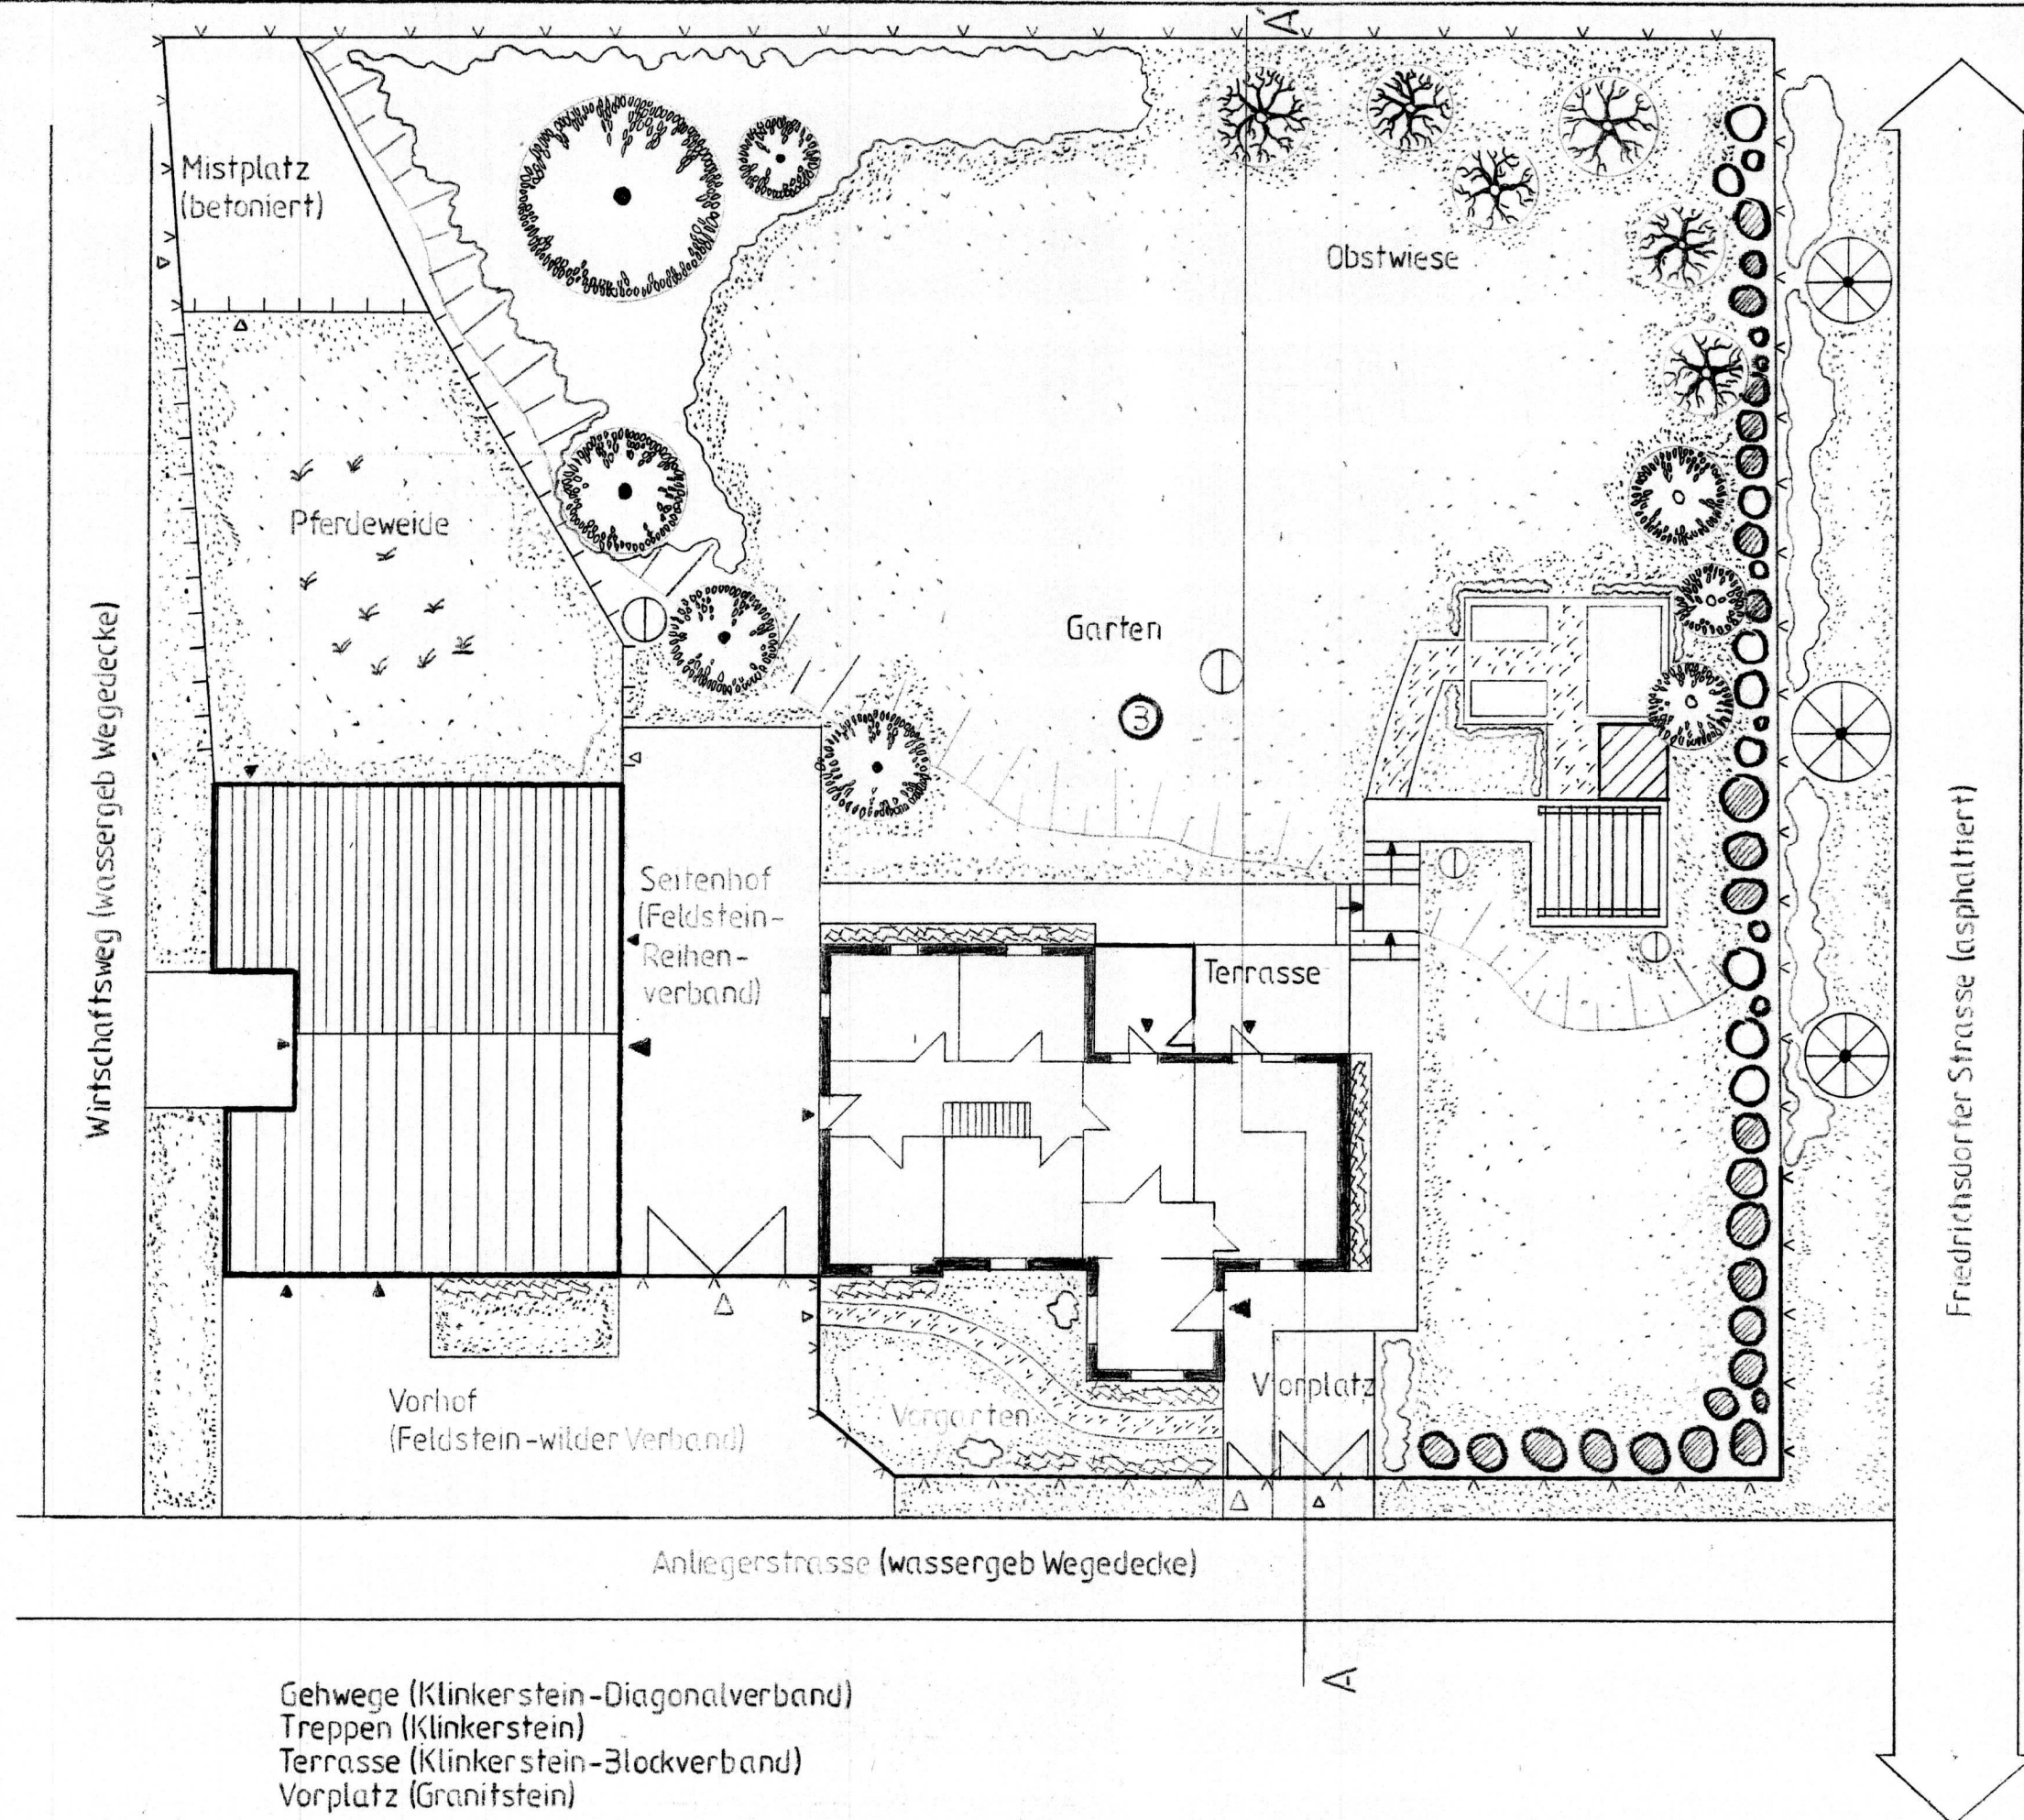 A'
Mistplatz
(betoniert)
Obstwiese
Pferdeweide
Garten
3
Wirtschaftsweg (wassergeb Wegedecke)
Seitenhof
(Feldstein-
Reihen-
verband)
Terrasse
Friedrichsdorfer Strasse (asphaltiert)
Vorhof
(Feldstein-wilder Verband)
Vorgarten
Vorplatz
Anliegerstrasse (wassergeb Wegedecke)
A
Gehwege (Klinkerstein-Diagonalverband)
Treppen (Klinkerstein)
Terrasse (Klinkerstein-Blockverband)
Vorplatz (Granitstein)